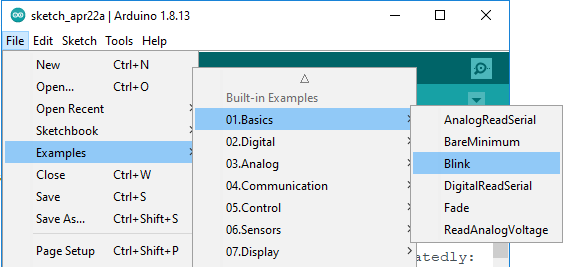 sketch_apr22a | Arduino 1.8.13
File Edit Sketch Tools Help
New Ctrl+N
Open... Ctrl+O
Open Recent
Sketchbook
Examples
Close Ctrl+W
Save Ctrl+S
Save As... Ctrl+Shift+S
Page Setup Ctrl+Shift+P
Built-in Examples
01.Basics
02.Digital
03.Analog
04.Communication
05.Control
06.Sensors
07.Display
AnalogReadSerial
BareMinimum
Blink
DigitalReadSerial
Fade
ReadAnalogVoltage
atedly: